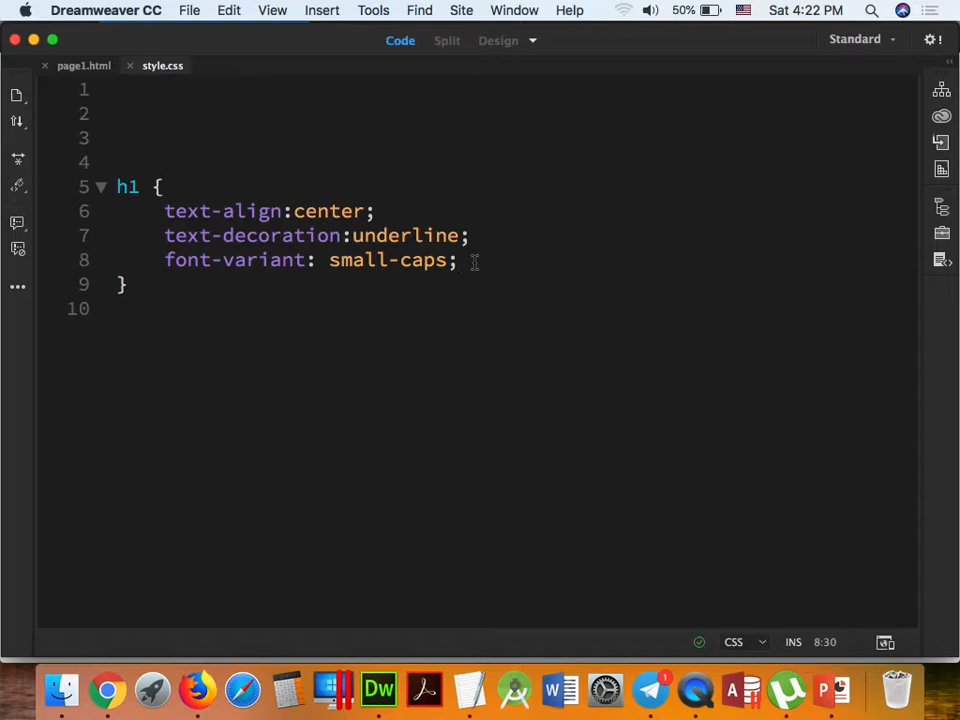 Dreamweaver CC File Edit View Insert Tools Find Site Window Help 50% Sat 4:22 PM
Code Split Design Standard
page1.html style.css
1
2
3
4
5 h1 {
6 text-align:center;
7 text-decoration:underline;
8 font-variant: small-caps;
9 }
10
CSS INS 8:30
Dw W 1 A P